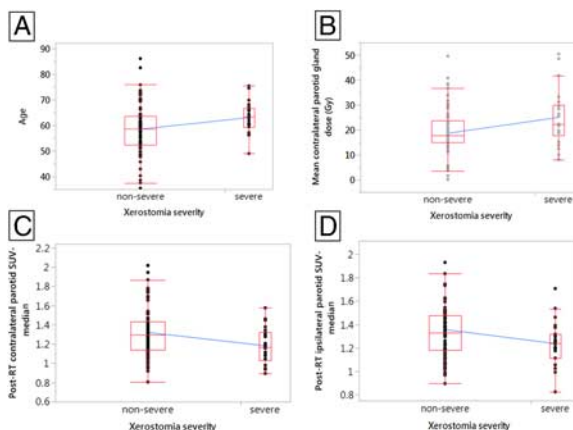 A
90
80
70
60
50
40
Age
non-severe
severe
Xerostomia severity
B
50
40
30
20
10
0
Mean contralateral parotid gland
dose (Gy)
non-severe
severe
Xerostomia severity
C
2.2
2
1.8
1.6
1.4
1.2
1
0.8
0.6
Post-RT contralateral parotid SUV-
median
non-severe
severe
Xerostomia severity
D
2
1.8
1.6
1.4
1.2
1
0.8
Post-RT ipsilateral parotid SUV-
median
non-severe
severe
Xerostomia severity